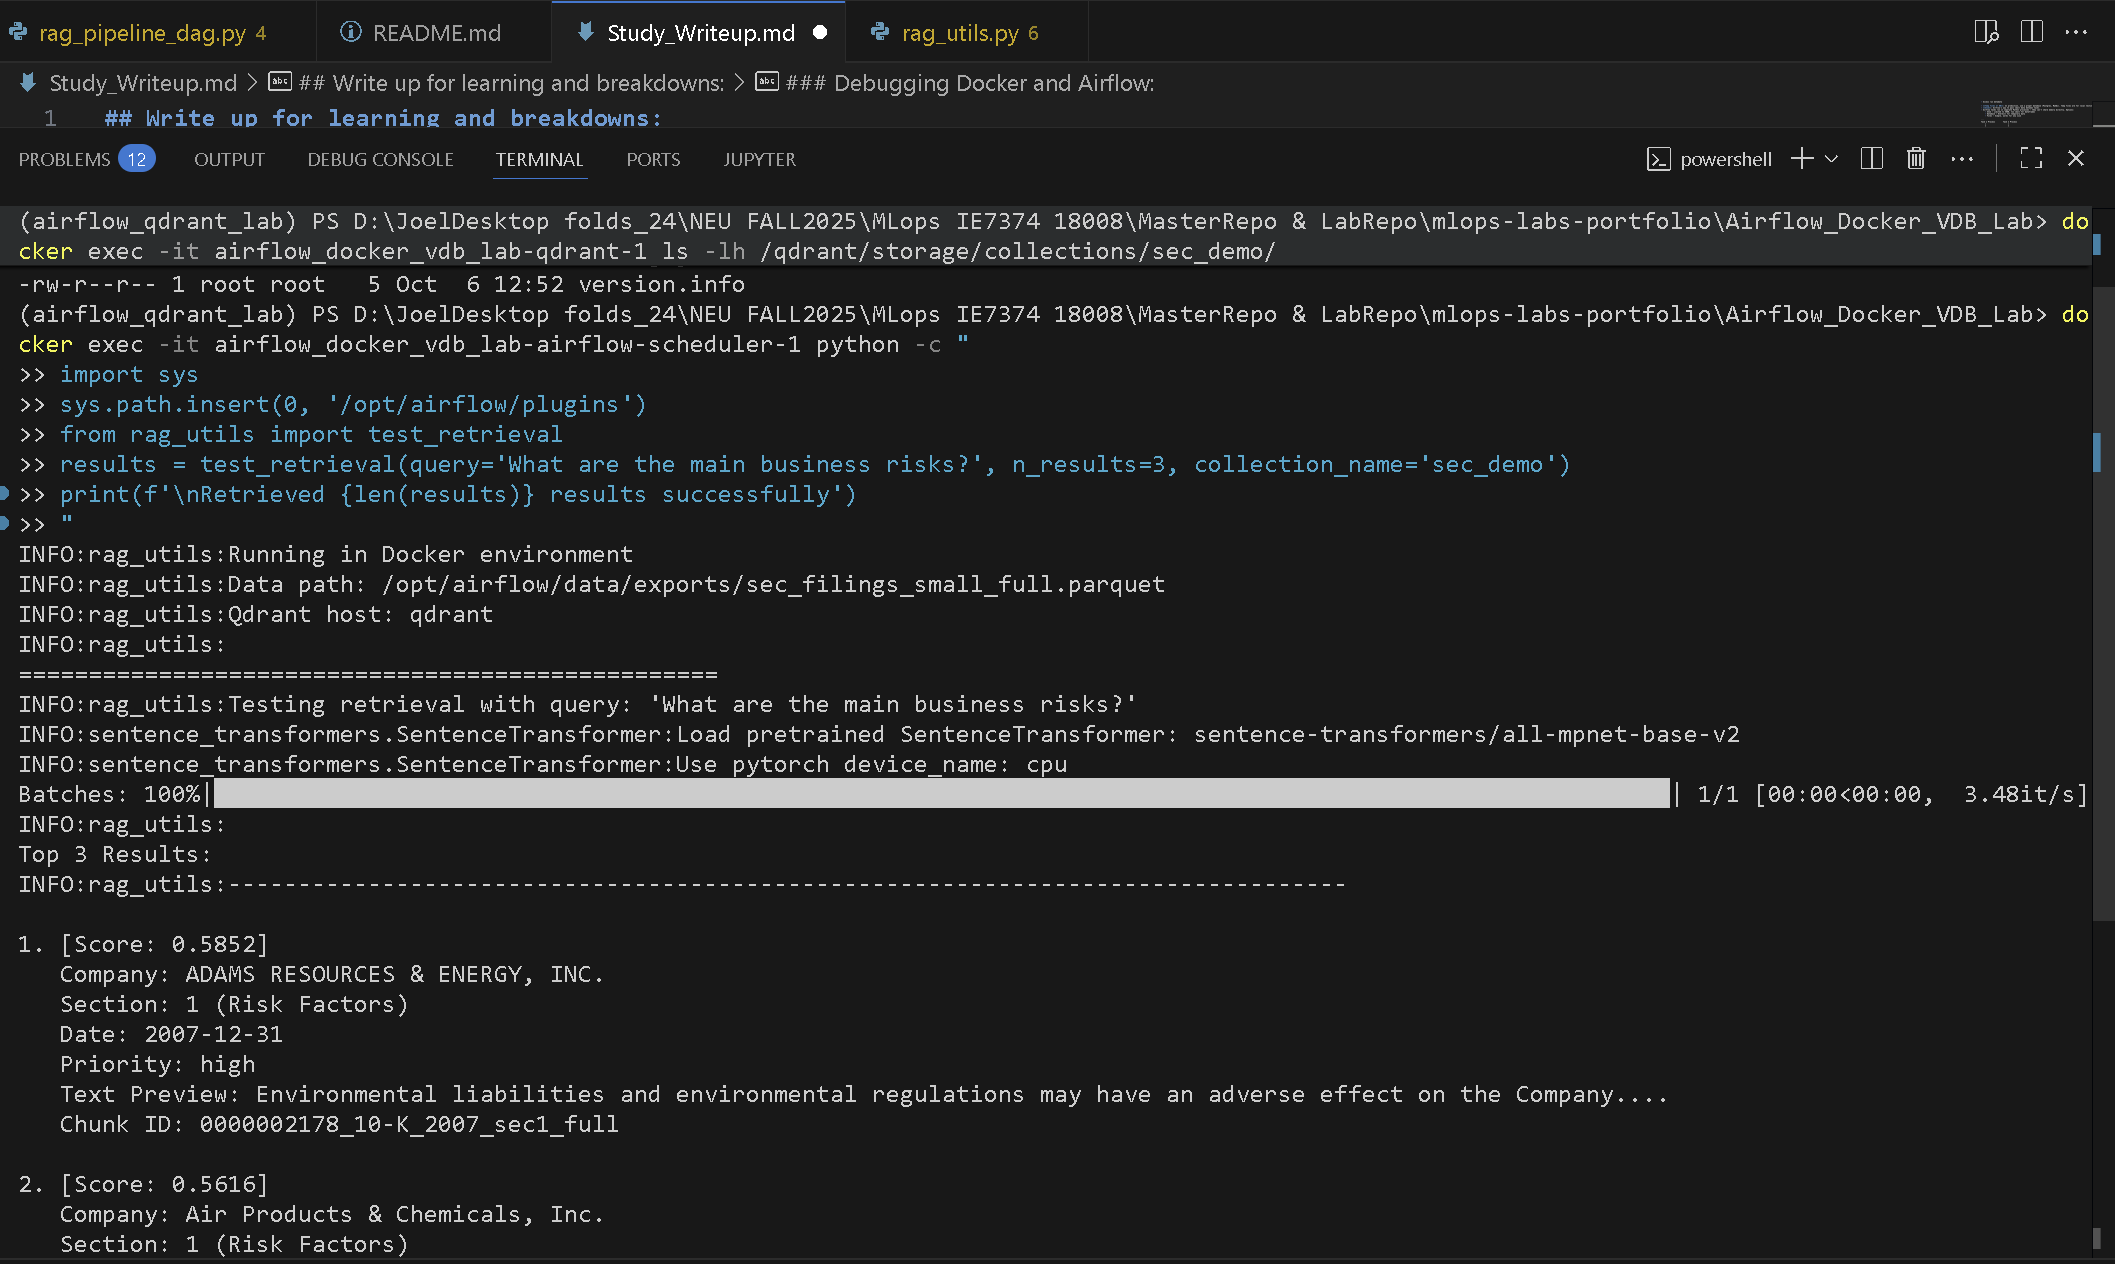 rag_pipeline_dag.py 4
README.md
Study_Writeup.md
rag_utils.py 6
Study_Writeup.md > ## Write up for learning and breakdowns: > ### Debugging Docker and Airflow:
1 ## Write up for learning and breakdowns:
PROBLEMS 12 OUTPUT DEBUG CONSOLE TERMINAL PORTS JUPYTER powershell
(airflow_qdrant_lab) PS D:\JoelDesktop folds_24\NEU FALL2025\MLops IE7374 18008\MasterRepo & LabRepo\mlops-labs-portfolio\Airflow_Docker_VDB_Lab> do
cker exec -it airflow_docker_vdb_lab-qdrant-1 ls -lh /qdrant/storage/collections/sec_demo/
-rw-r--r-- 1 root root   5 Oct  6 12:52 version.info
(airflow_qdrant_lab) PS D:\JoelDesktop folds_24\NEU FALL2025\MLops IE7374 18008\MasterRepo & LabRepo\mlops-labs-portfolio\Airflow_Docker_VDB_Lab> do
cker exec -it airflow_docker_vdb_lab-airflow-scheduler-1 python -c "
>> import sys
>> sys.path.insert(0, '/opt/airflow/plugins')
>> from rag_utils import test_retrieval
>> results = test_retrieval(query='What are the main business risks?', n_results=3, collection_name='sec_demo')
>> print(f'\nRetrieved {len(results)} results successfully')
>> "
INFO:rag_utils:Running in Docker environment
INFO:rag_utils:Data path: /opt/airflow/data/exports/sec_filings_small_full.parquet
INFO:rag_utils:Qdrant host: qdrant
INFO:rag_utils:
==================================================
INFO:rag_utils:Testing retrieval with query: 'What are the main business risks?'
INFO:sentence_transformers.SentenceTransformer:Load pretrained SentenceTransformer: sentence-transformers/all-mpnet-base-v2
INFO:sentence_transformers.SentenceTransformer:Use pytorch device_name: cpu
Batches: 100%| | 1/1 [00:00<00:00,  3.48it/s]
INFO:rag_utils:
Top 3 Results:
INFO:rag_utils:--------------------------------------------------------------------------------
1. [Score: 0.5852]
   Company: ADAMS RESOURCES & ENERGY, INC.
   Section: 1 (Risk Factors)
   Date: 2007-12-31
   Priority: high
   Text Preview: Environmental liabilities and environmental regulations may have an adverse effect on the Company....
   Chunk ID: 0000002178_10-K_2007_sec1_full
2. [Score: 0.5616]
   Company: Air Products & Chemicals, Inc.
   Section: 1 (Risk Factors)